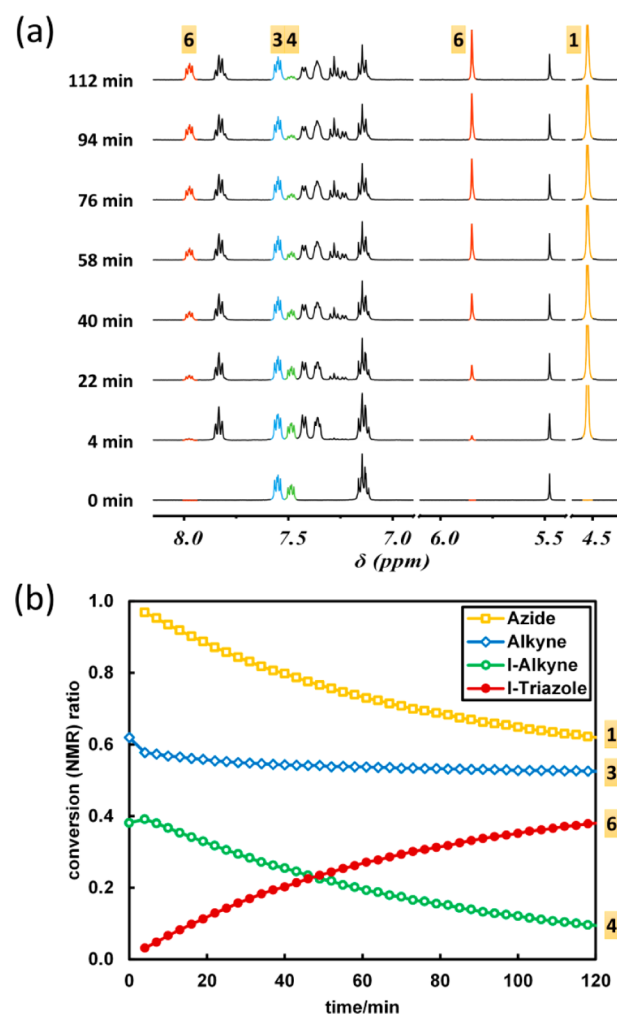 (a)
6 3 4 6 1
112 min
94 min
76 min
58 min
40 min
22 min
4 min
0 min
8.0 7.5 7.0 6.0 5.5 4.5
δ (ppm)
(b)
conversion (NMR) ratio
1.0
0.8
0.6
0.4
0.2
0.0
Azide
Alkyne
I-Alkyne
I-Triazole
1
3
6
4
0 20 40 60 80 100 120
time/min